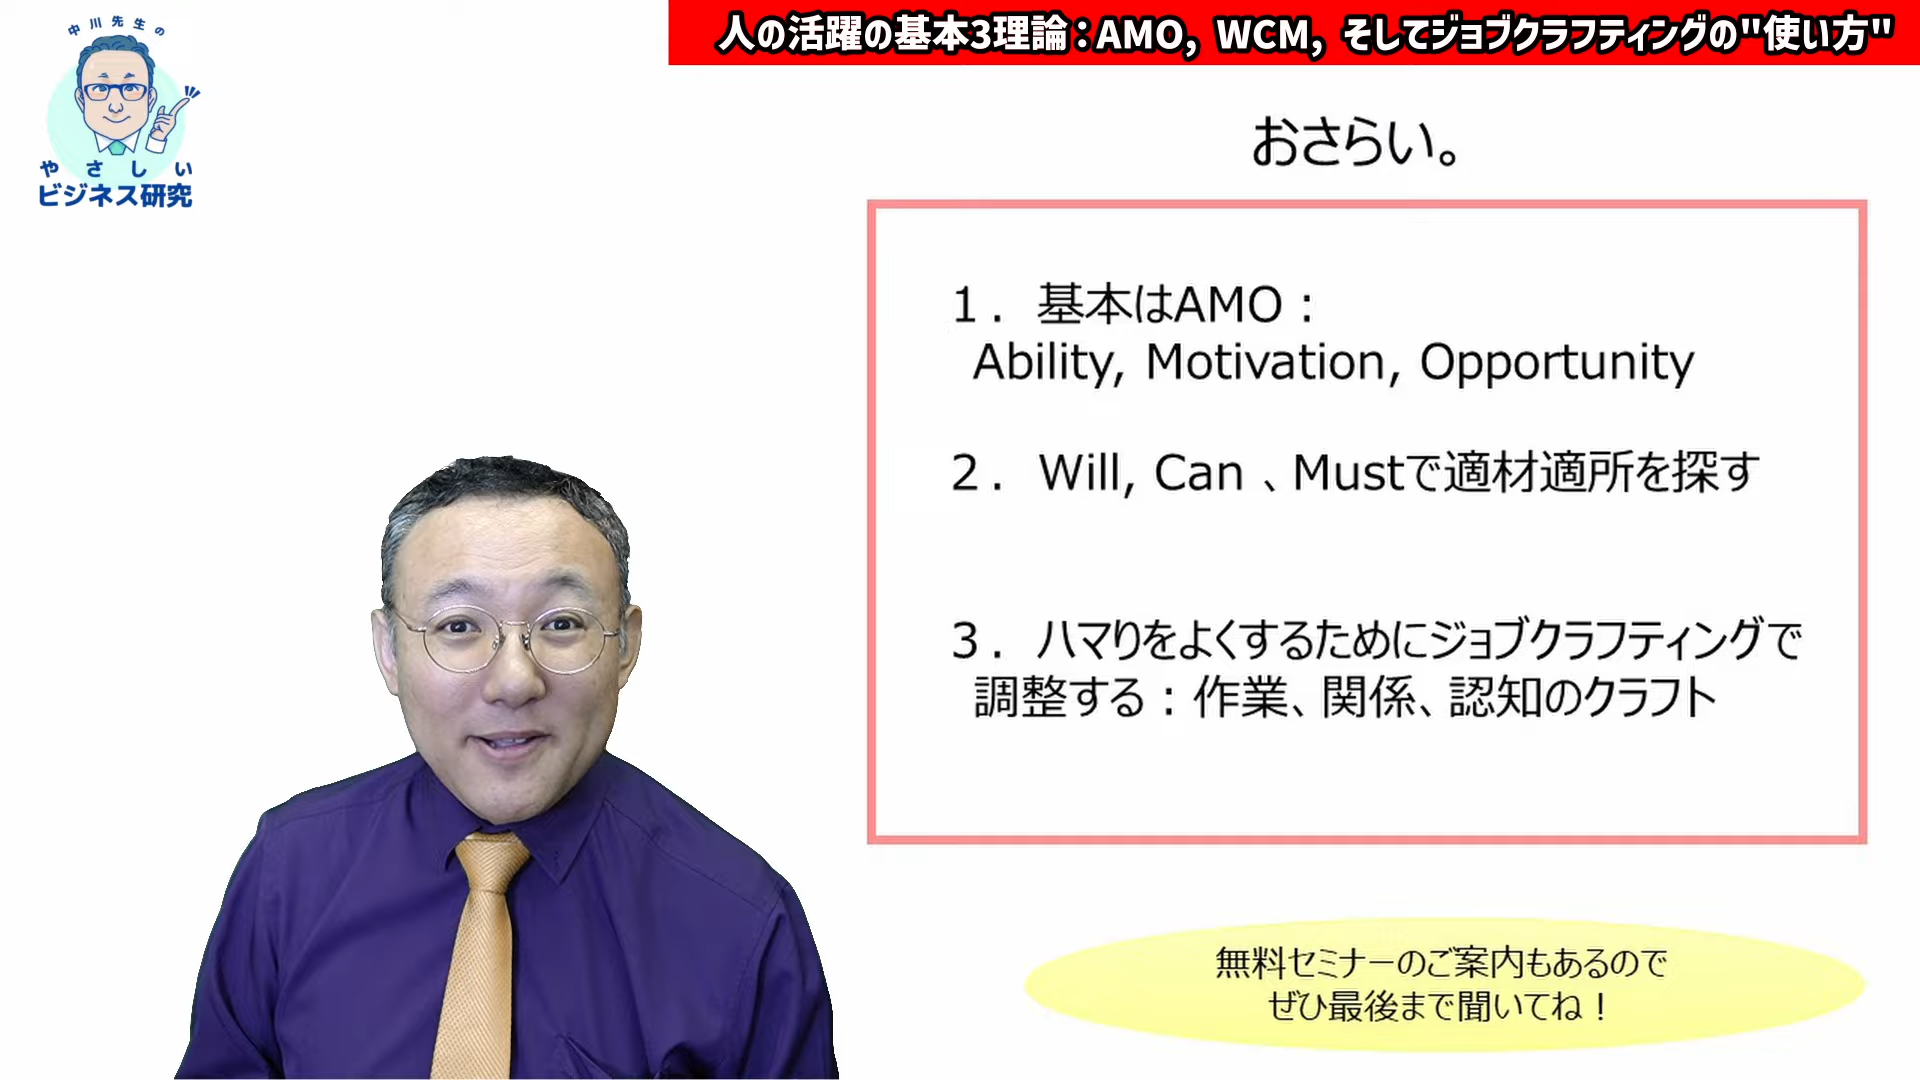 中川先生の
やさしい
ビジネス研究
人の活躍の基本3理論：AMO，WCM，そしてジョブクラフティングの"使い方"
おさらい。
１．基本はAMO：
Ability, Motivation, Opportunity
２．Will, Can 、Mustで適材適所を探す
３．ハマりをよくするためにジョブクラフティングで
調整する：作業、関係、認知のクラフト
無料セミナーのご案内もあるので
ぜひ最後まで聞いてね！